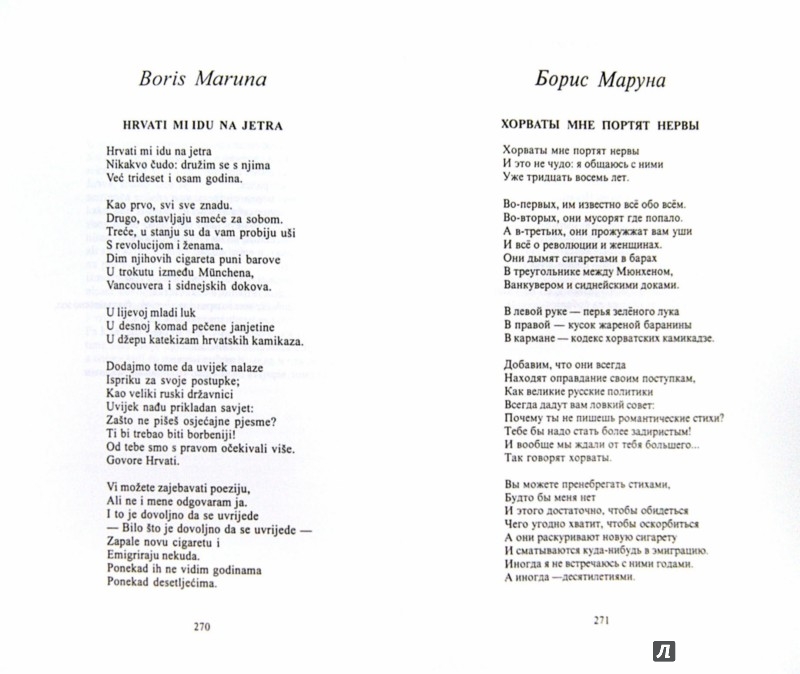 Boris Maruna
HRVATI MI IDU NA JETRA
Hrvati mi idu na jetra
Nikakvo čudo: družim se s njima
Već trideset i osam godina.
Kao prvo, svi sve znadu.
Drugo, ostavljaju smeće za sobom.
Treće, u stanju su da vam probiju uši
S revolucijom i ženama.
Dim njihovih cigareta puni barove
U trokutu između Münchena,
Vancouvera i sidnejskih dokova.
U lijevoj mladi luk
U desnoj komad pečene janjetine
U džepu katekizam hrvatskih kamikaza.
Dodajmo tome da uvijek nalaze
Ispriku za svoje postupke;
Kao veliki ruski državnici
Uvijek nađu prikladan savjet:
Zašto ne pišeš osjećajne pjesme?
Ti bi trebao biti borbeniji!
Od tebe smo s pravom očekivali više.
Govore Hrvati.
Vi možete zajebavati poeziju,
Ali ne i mene odgovaram ja.
I to je dovoljno da se uvrijede
— Bilo što je dovoljno da se uvrijede —
Zapale novu cigaretu i
Emigriraju nekuda.
Ponekad ih ne vidim godinama
Ponekad desetljećima.
270
Борис Маруна
ХОРВАТЫ МНЕ ПОРТЯТ НЕРВЫ
Хорваты мне портят нервы
И это не чудо: я общаюсь с ними
Уже тридцать восемь лет.
Во-первых, им известно всё обо всём.
Во-вторых, они мусорят где попало.
А в-третьих, они прожужжат вам уши
И всё о революции и женщинах.
Они дымят сигаретами в барах
В треугольнике между Мюнхеном,
Ванкувером и сиднейскими доками.
В левой руке — перья зелёного лука
В правой — кусок жареной баранины
В кармане — кодекс хорватских камикадзе.
Добавим, что они всегда
Находят оправдание своим поступкам,
Как великие русские политики
Всегда дадут вам ловкий совет:
Почему ты не пишешь романтические стихи?
Тебе бы надо стать более задиристым!
И вообще мы ждали от тебя большего...
Так говорят хорваты.
Вы можете пренебрегать стихами,
Будто бы меня нет
И этого достаточно, чтобы обидеться
Чего угодно хватит, чтобы оскорбиться
А они раскуривают новую сигарету
И сматываются куда-нибудь в эмиграцию.
Иногда я не встречаюсь с ними годами.
А иногда —десятилетиями.
271
Л